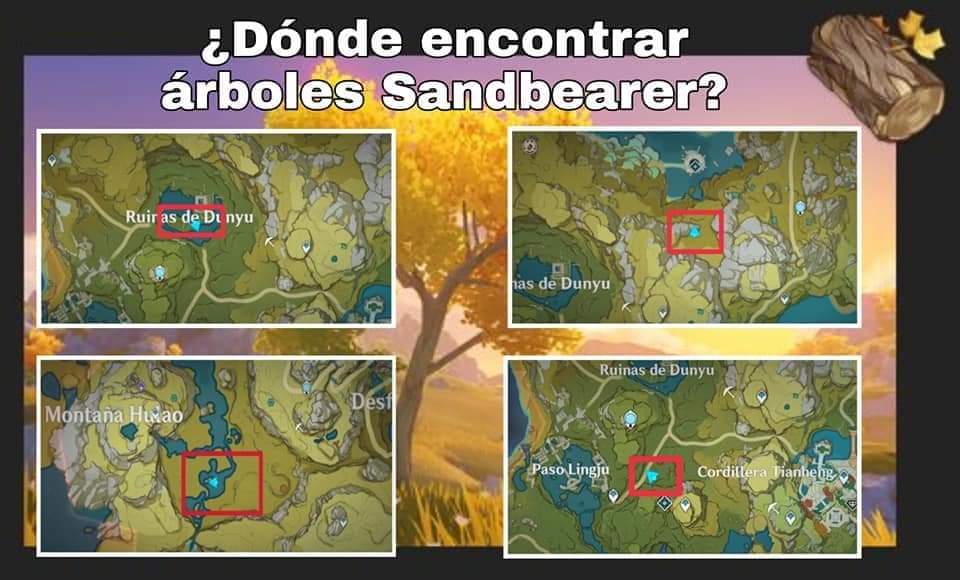 ¿Dónde encontrar
árboles Sandbearer?
Ruinas de Dunyu
nas de Dunyu
Montaña Hulao
Desf
Ruinas de Dunyu
Paso Lingju
Cordillera Tianheng